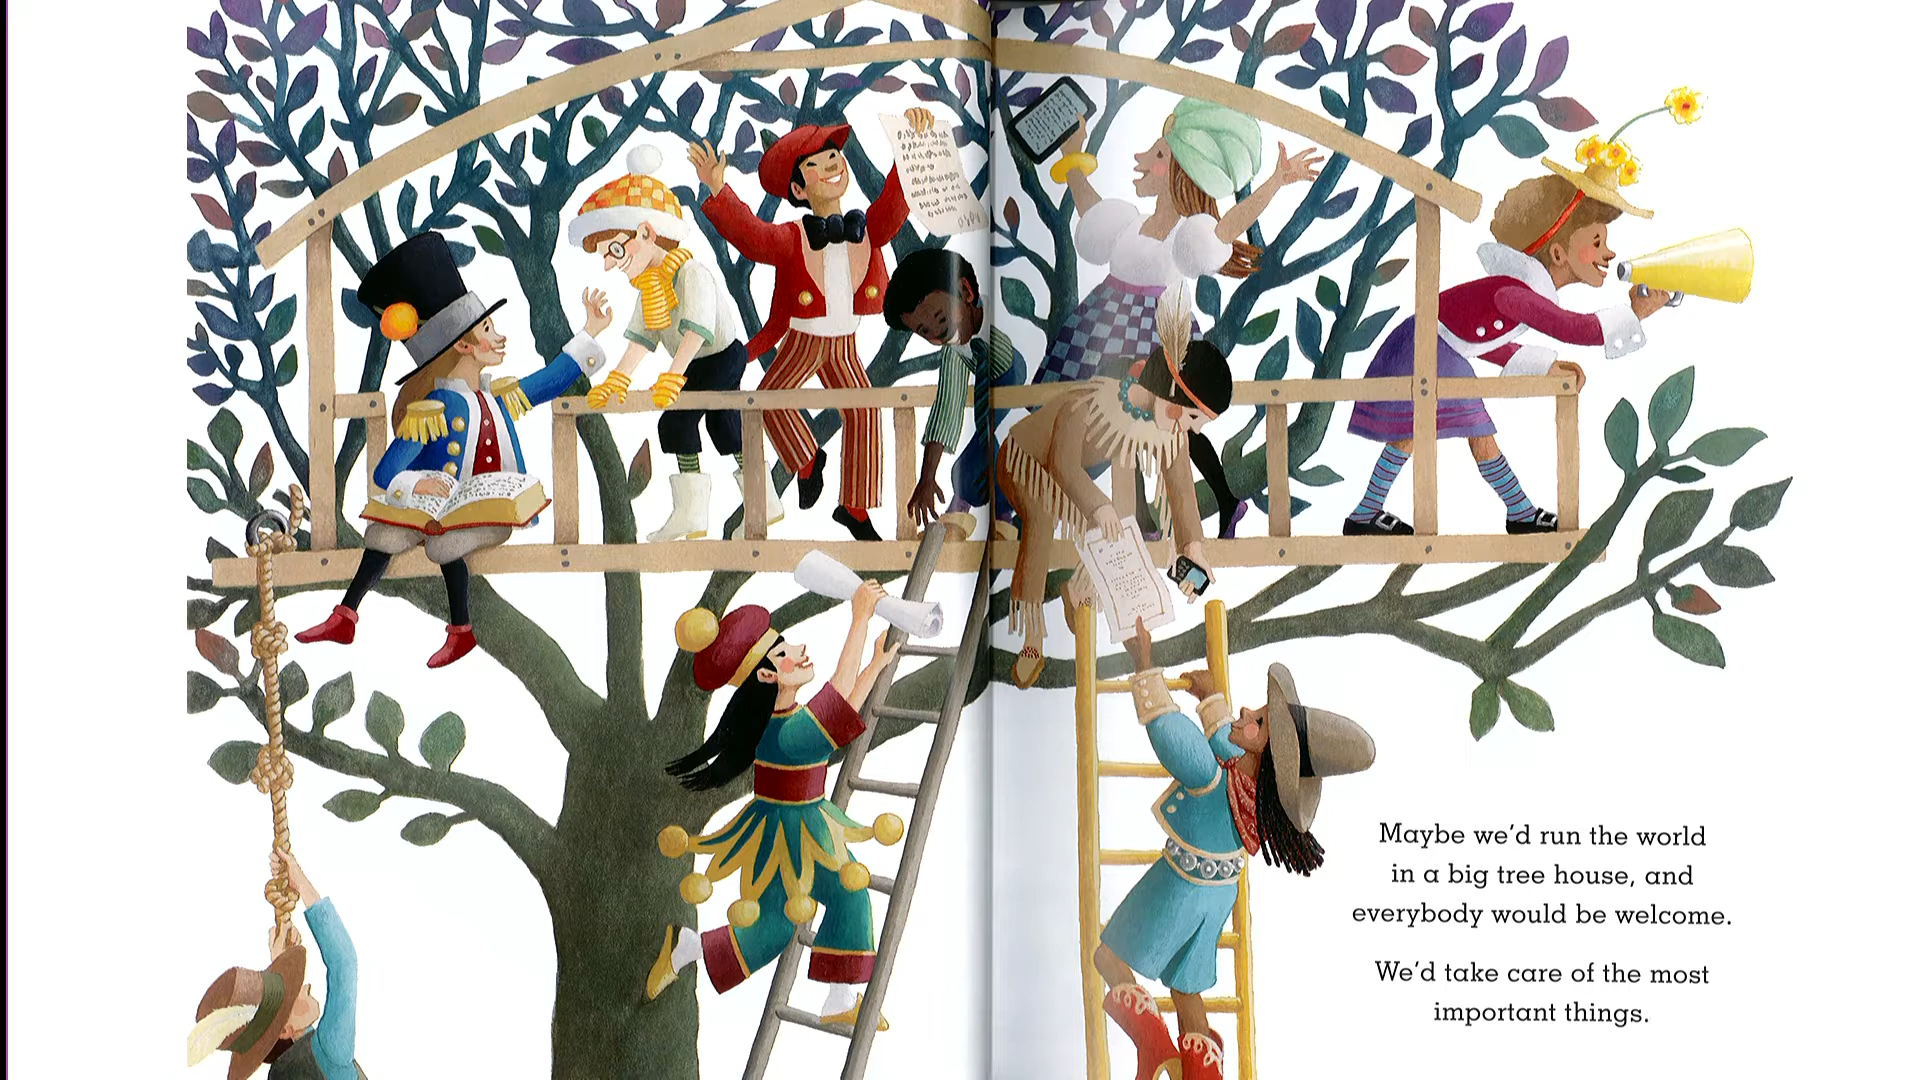 Maybe we'd run the world
in a big tree house, and
everybody would be welcome.
We'd take care of the most
important things.